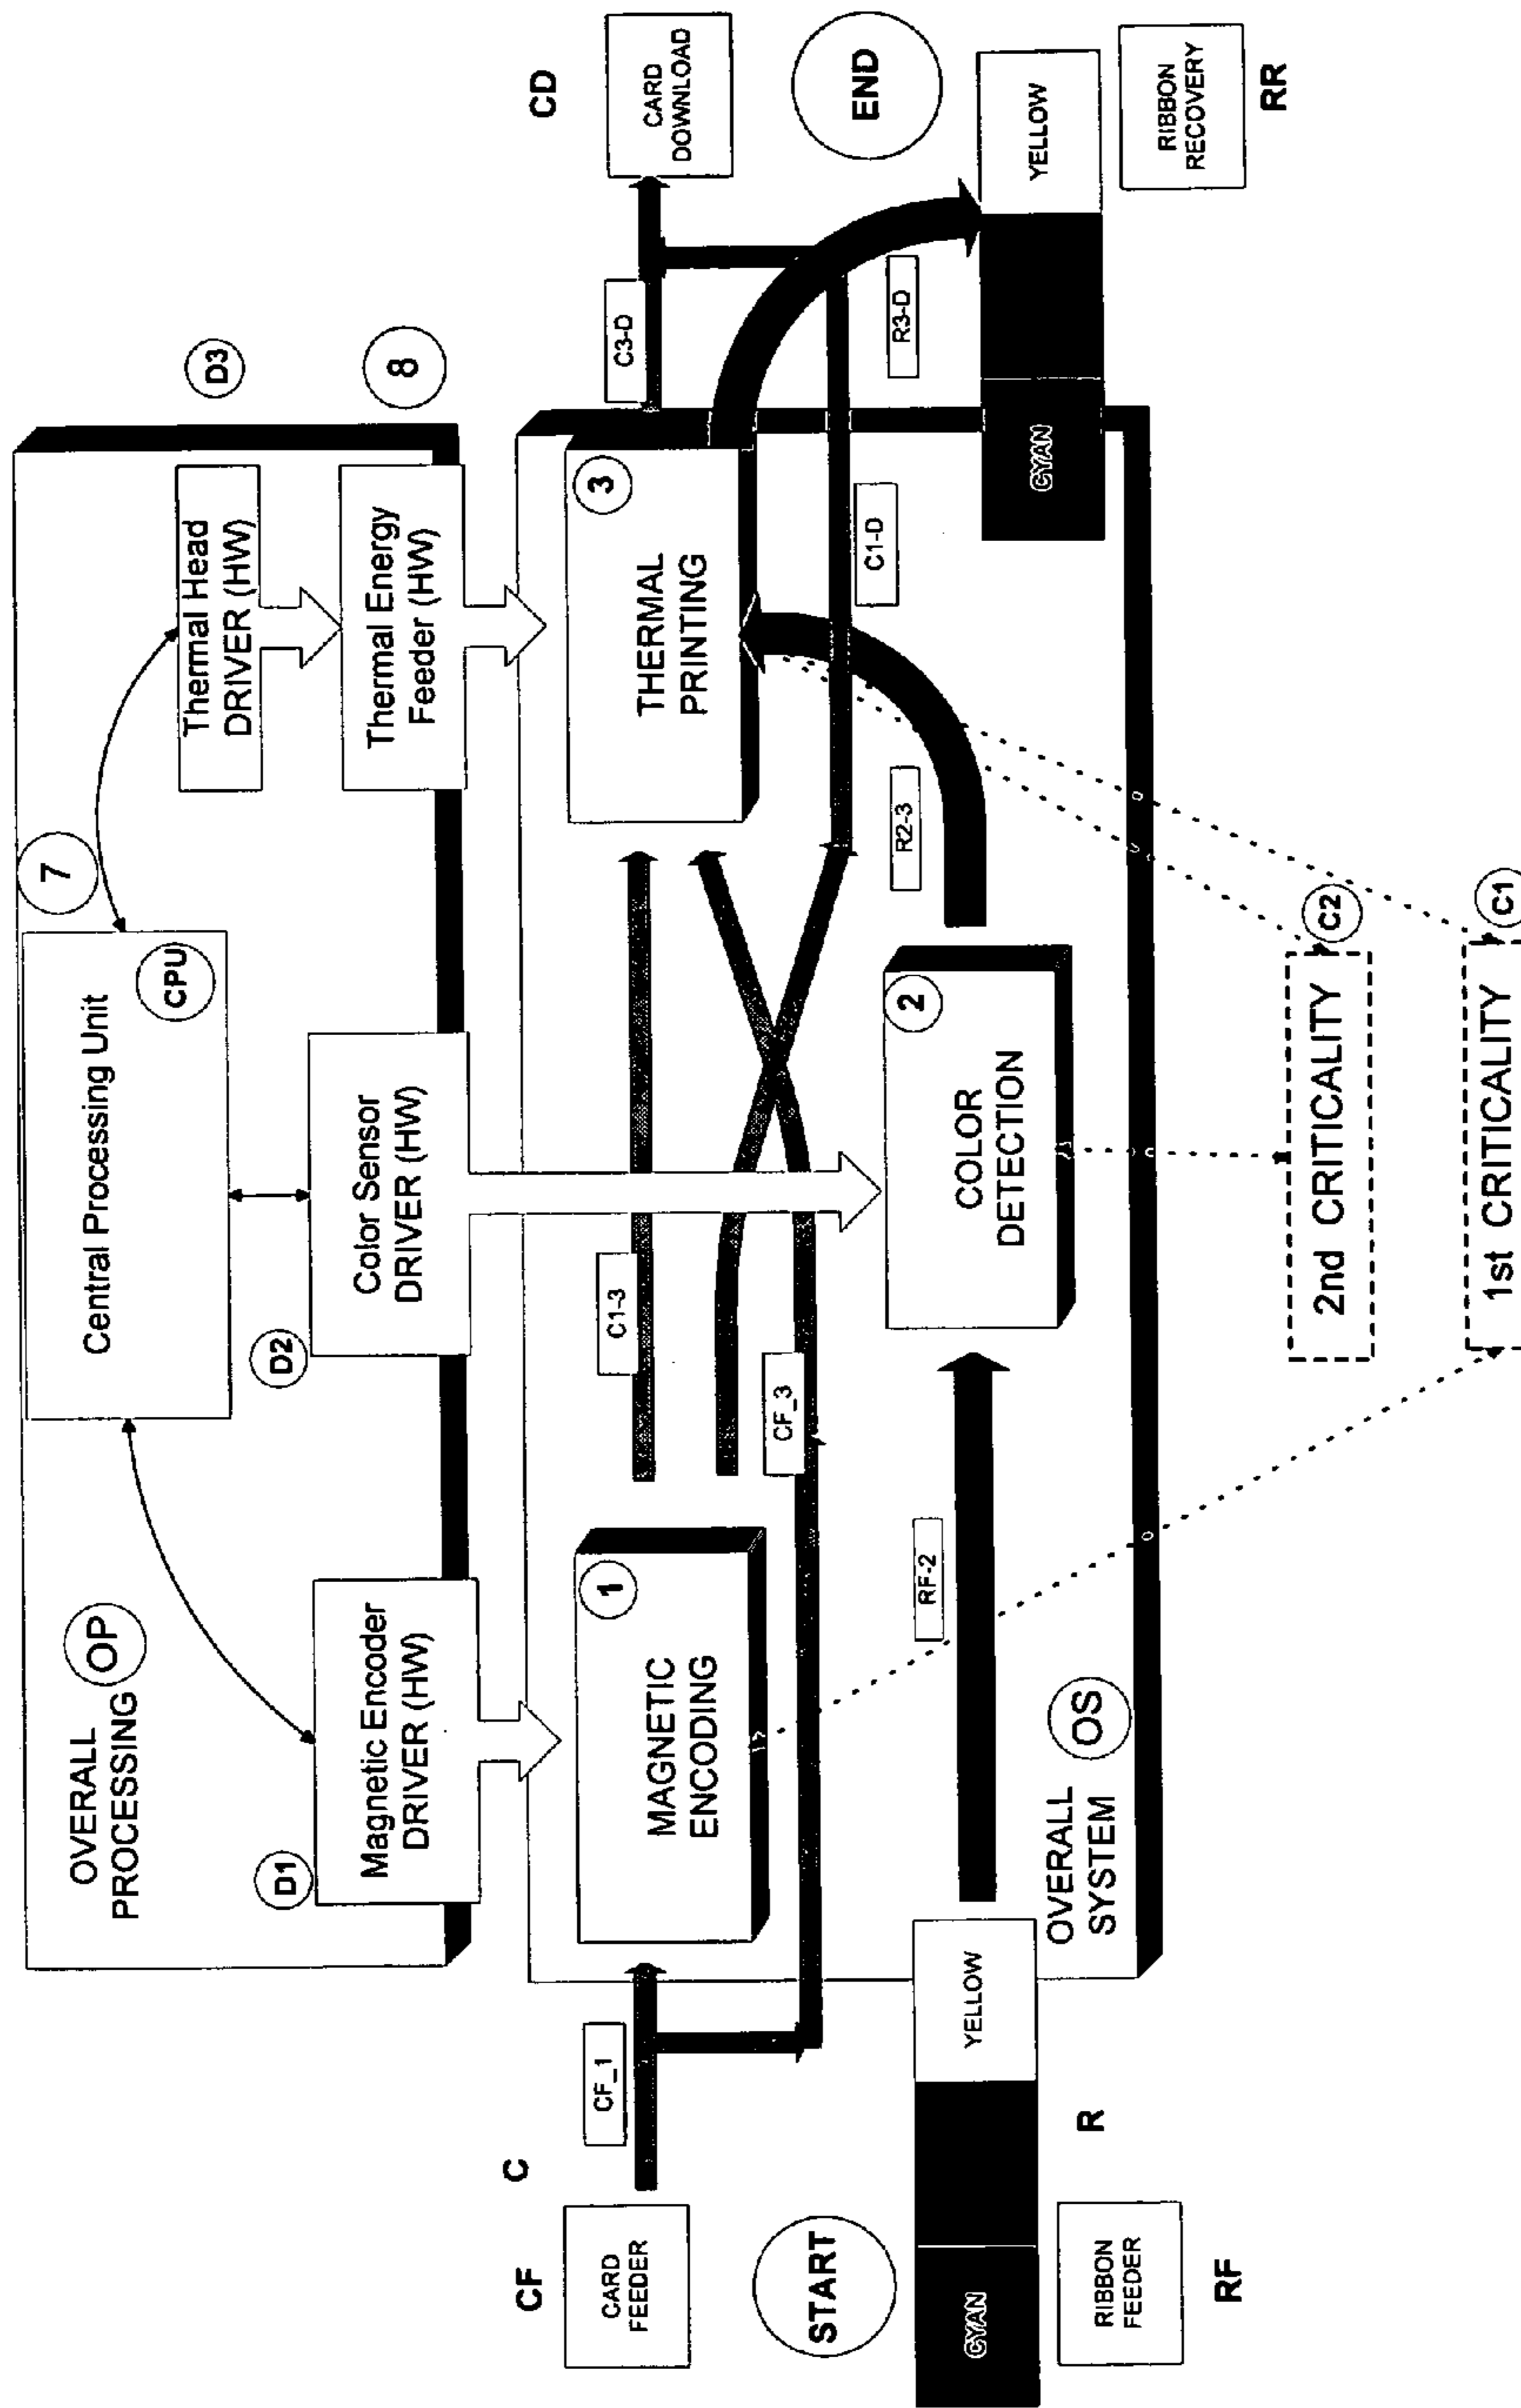 OVERALL
PROCESSING
OP
Central Processing Unit
CPU
7
D1
Magnetic Encoder
DRIVER (HW)
D2
Color Sensor
DRIVER (HW)
Thermal Head
DRIVER (HW)
D3
Thermal Energy
Feeder (HW)
8
C
CF
CARD
FEEDER
CF_1
MAGNETIC
ENCODING
1
C1-3
CF_3
THERMAL
PRINTING
3
C3-D
CD
CARD
DOWNLOAD
START
END
C1-D
R3-D
R2-3
RF-2
COLOR
DETECTION
2
CYAN
YELLOW
R
RIBBON
FEEDER
RF
OVERALL
SYSTEM
OS
CYAN
YELLOW
RIBBON
RECOVERY
RR
2nd CRITICALITY
C2
1st CRITICALITY
C1